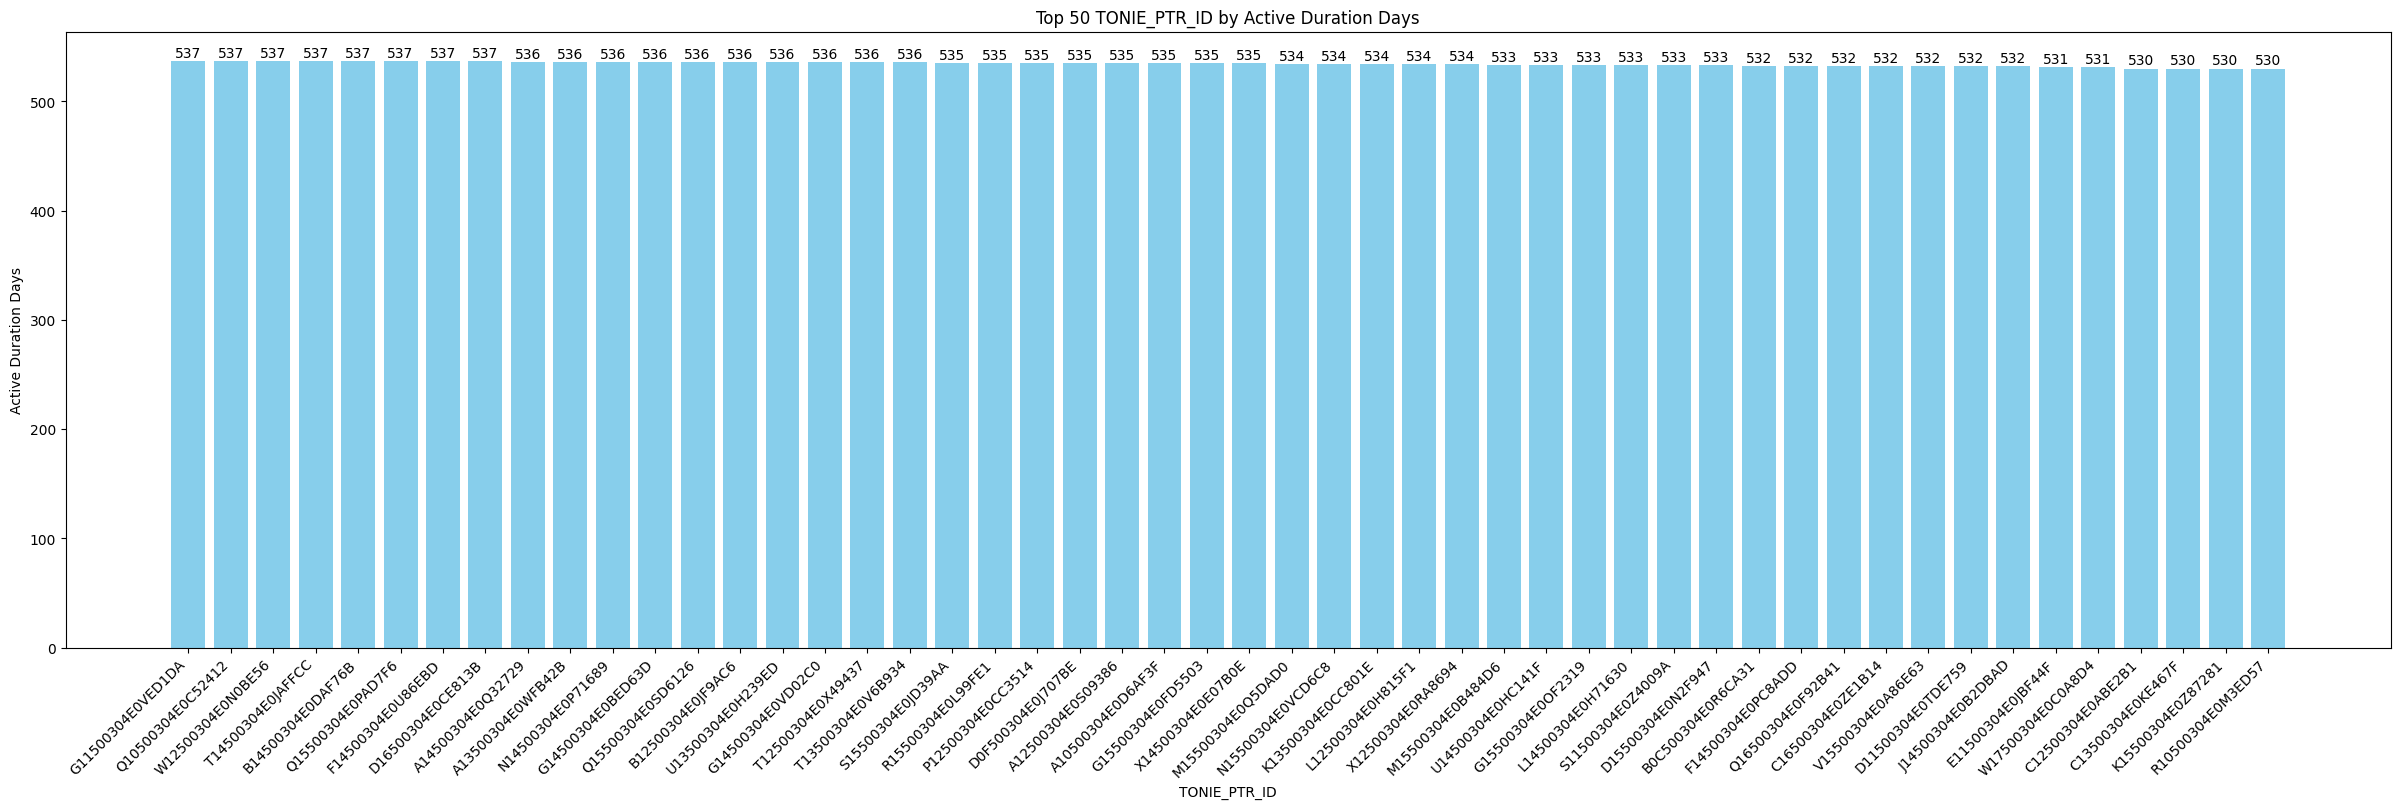 Top 50 TONIE_PTR_ID by Active Duration Days
537 537 537 537 537 537 537 537 536 536 536 536 536 536 536 536 536 536 535 535 535 535 535 535 535 535 534 534 534 534 534 533 533 533 533 533 533 532 532 532 532 532 532 532 531 531 530 530 530 530
Active Duration Days
500
400
300
200
100
0
G11500304E0VED1DA
Q10500304E0C52412
W12500304E0N0BE56
T14500304E0JAFFCC
B14500304E0DAF76B
Q15500304E0PAD7F6
F14500304E0U86EBD
D16500304E0CE813B
A14500304E0Q32729
A13500304E0WFB42B
N14500304E0P71689
G14500304E0BED63D
Q15500304E0SD6126
B12500304E0JF9AC6
U13500304E0H239ED
G14500304E0VD02C0
T12500304E0X49437
T13500304E0V6B934
S15500304E0JD39AA
R15500304E0L99FE1
P12500304E0CC3514
D0F500304E0J707BE
A12500304E0S09386
A10500304E0D6AF3F
G15500304E0FD5503
X14500304E0E07B0E
M15500304E0Q5DAD0
N15500304E0VCD6C8
K13500304E0CC801E
L12500304E0H815F1
X12500304E0RA8694
M15500304E0B484D6
U14500304E0HC141F
G15500304E0QF2319
L14500304E0H71630
S11500304E0Z4009A
D15500304E0N2F947
B0C500304E0R6CA31
F14500304E0PC8ADD
Q16500304E0F92B41
C16500304E0ZE1B14
V15500304E0A86E63
D11500304E0TDE759
J14500304E0B2DBAD
E11500304E0JBF44F
W17500304E0C0A8D4
C12500304E0ABE2B1
C13500304E0KE467F
K15500304E0Z87281
R10500304E0M3ED57
TONIE_PTR_ID